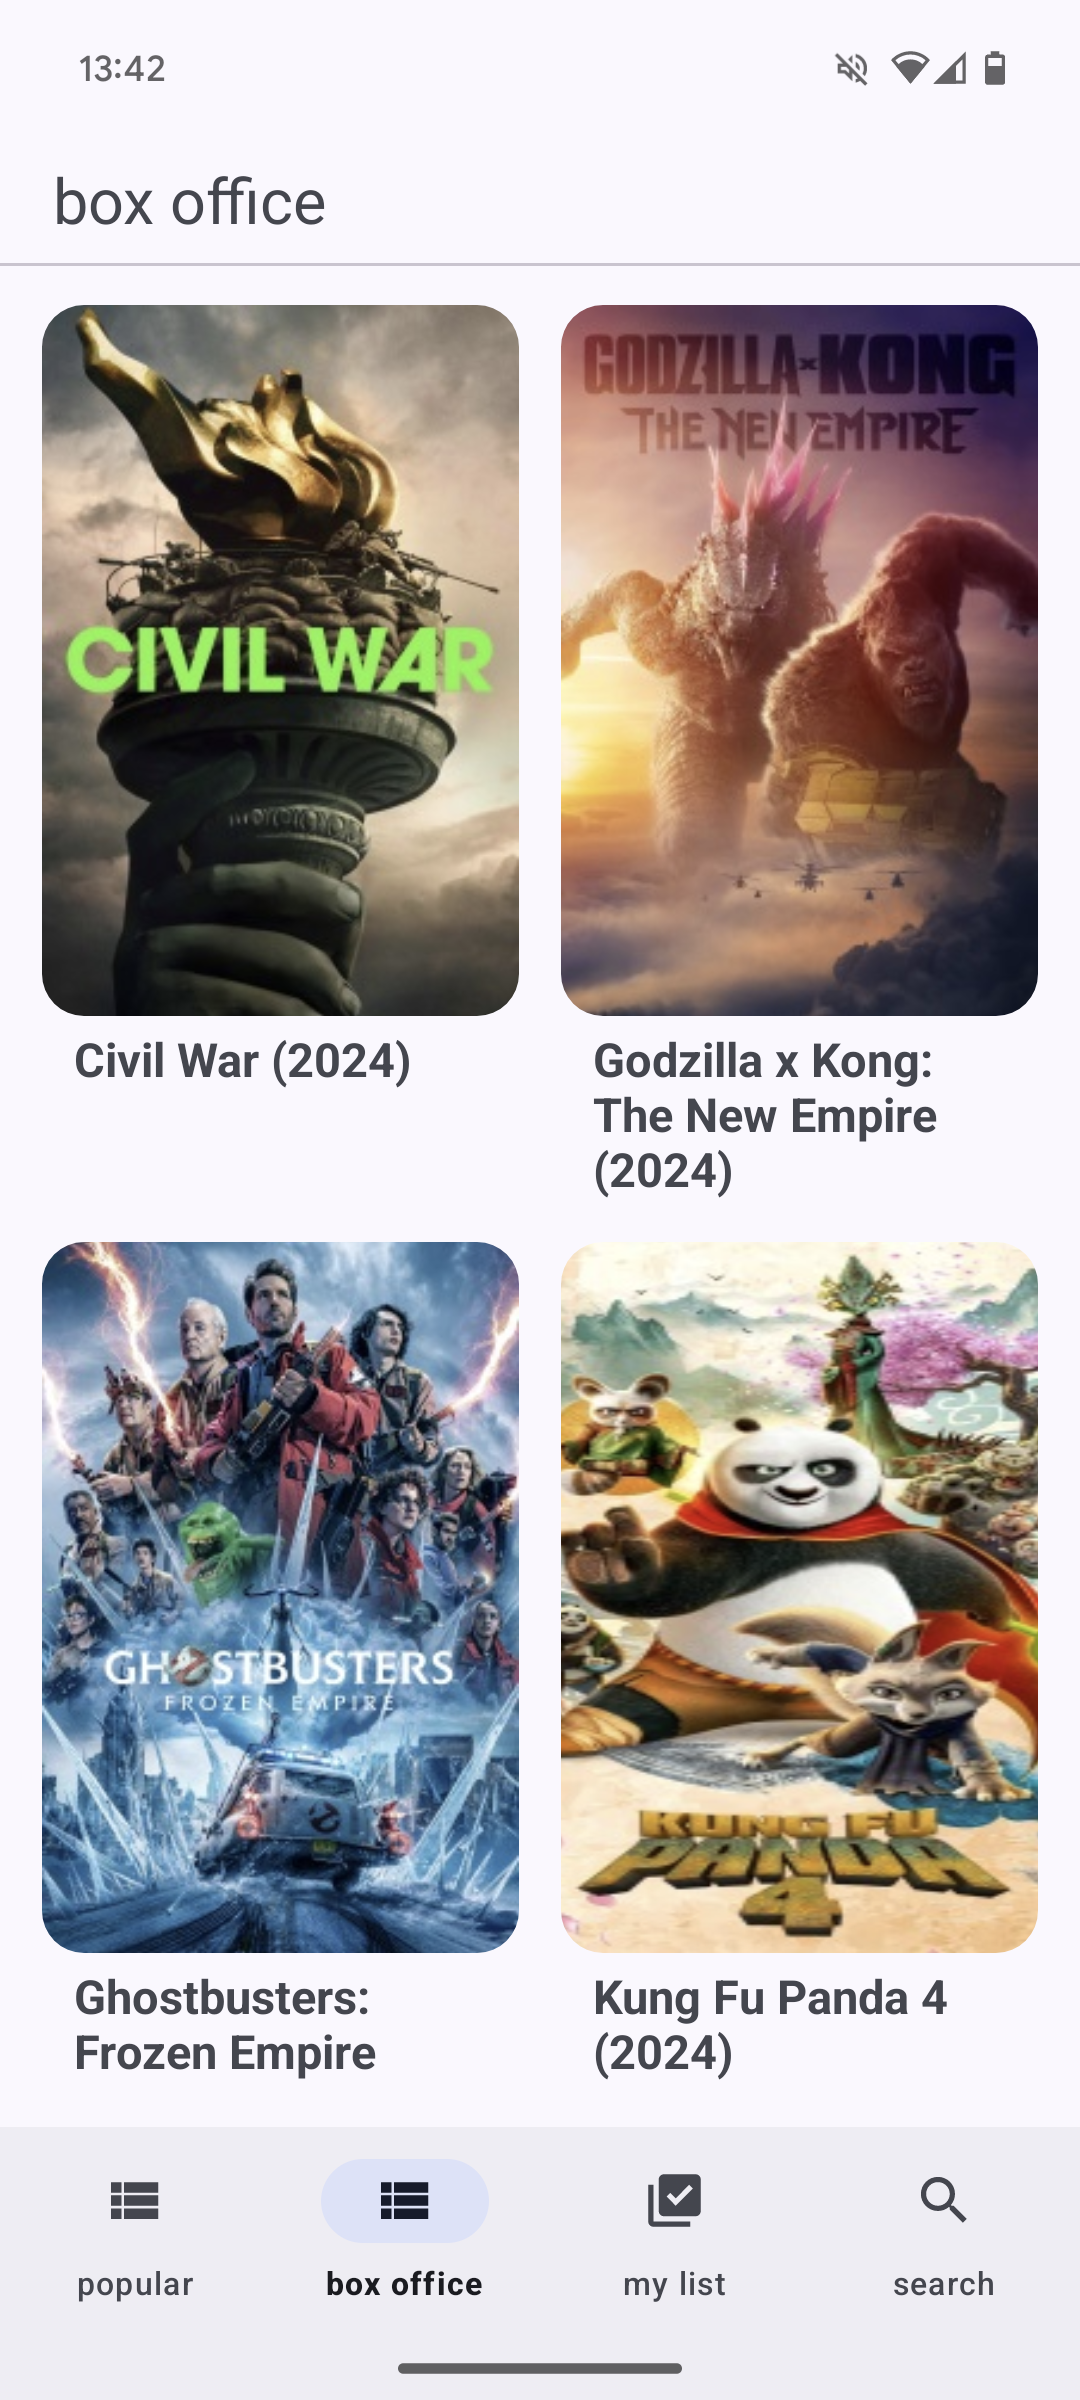 13:42
box office
CIVIL WAR
GODZILLA x KONG
THE NEW EMPIRE
Civil War (2024)
Godzilla x Kong:
The New Empire
(2024)
GHOSTBUSTERS
FROZEN EMPIRE
KUNG FU
PANDA
4
Ghostbusters:
Frozen Empire
Kung Fu Panda 4
(2024)
popular
box office
my list
search